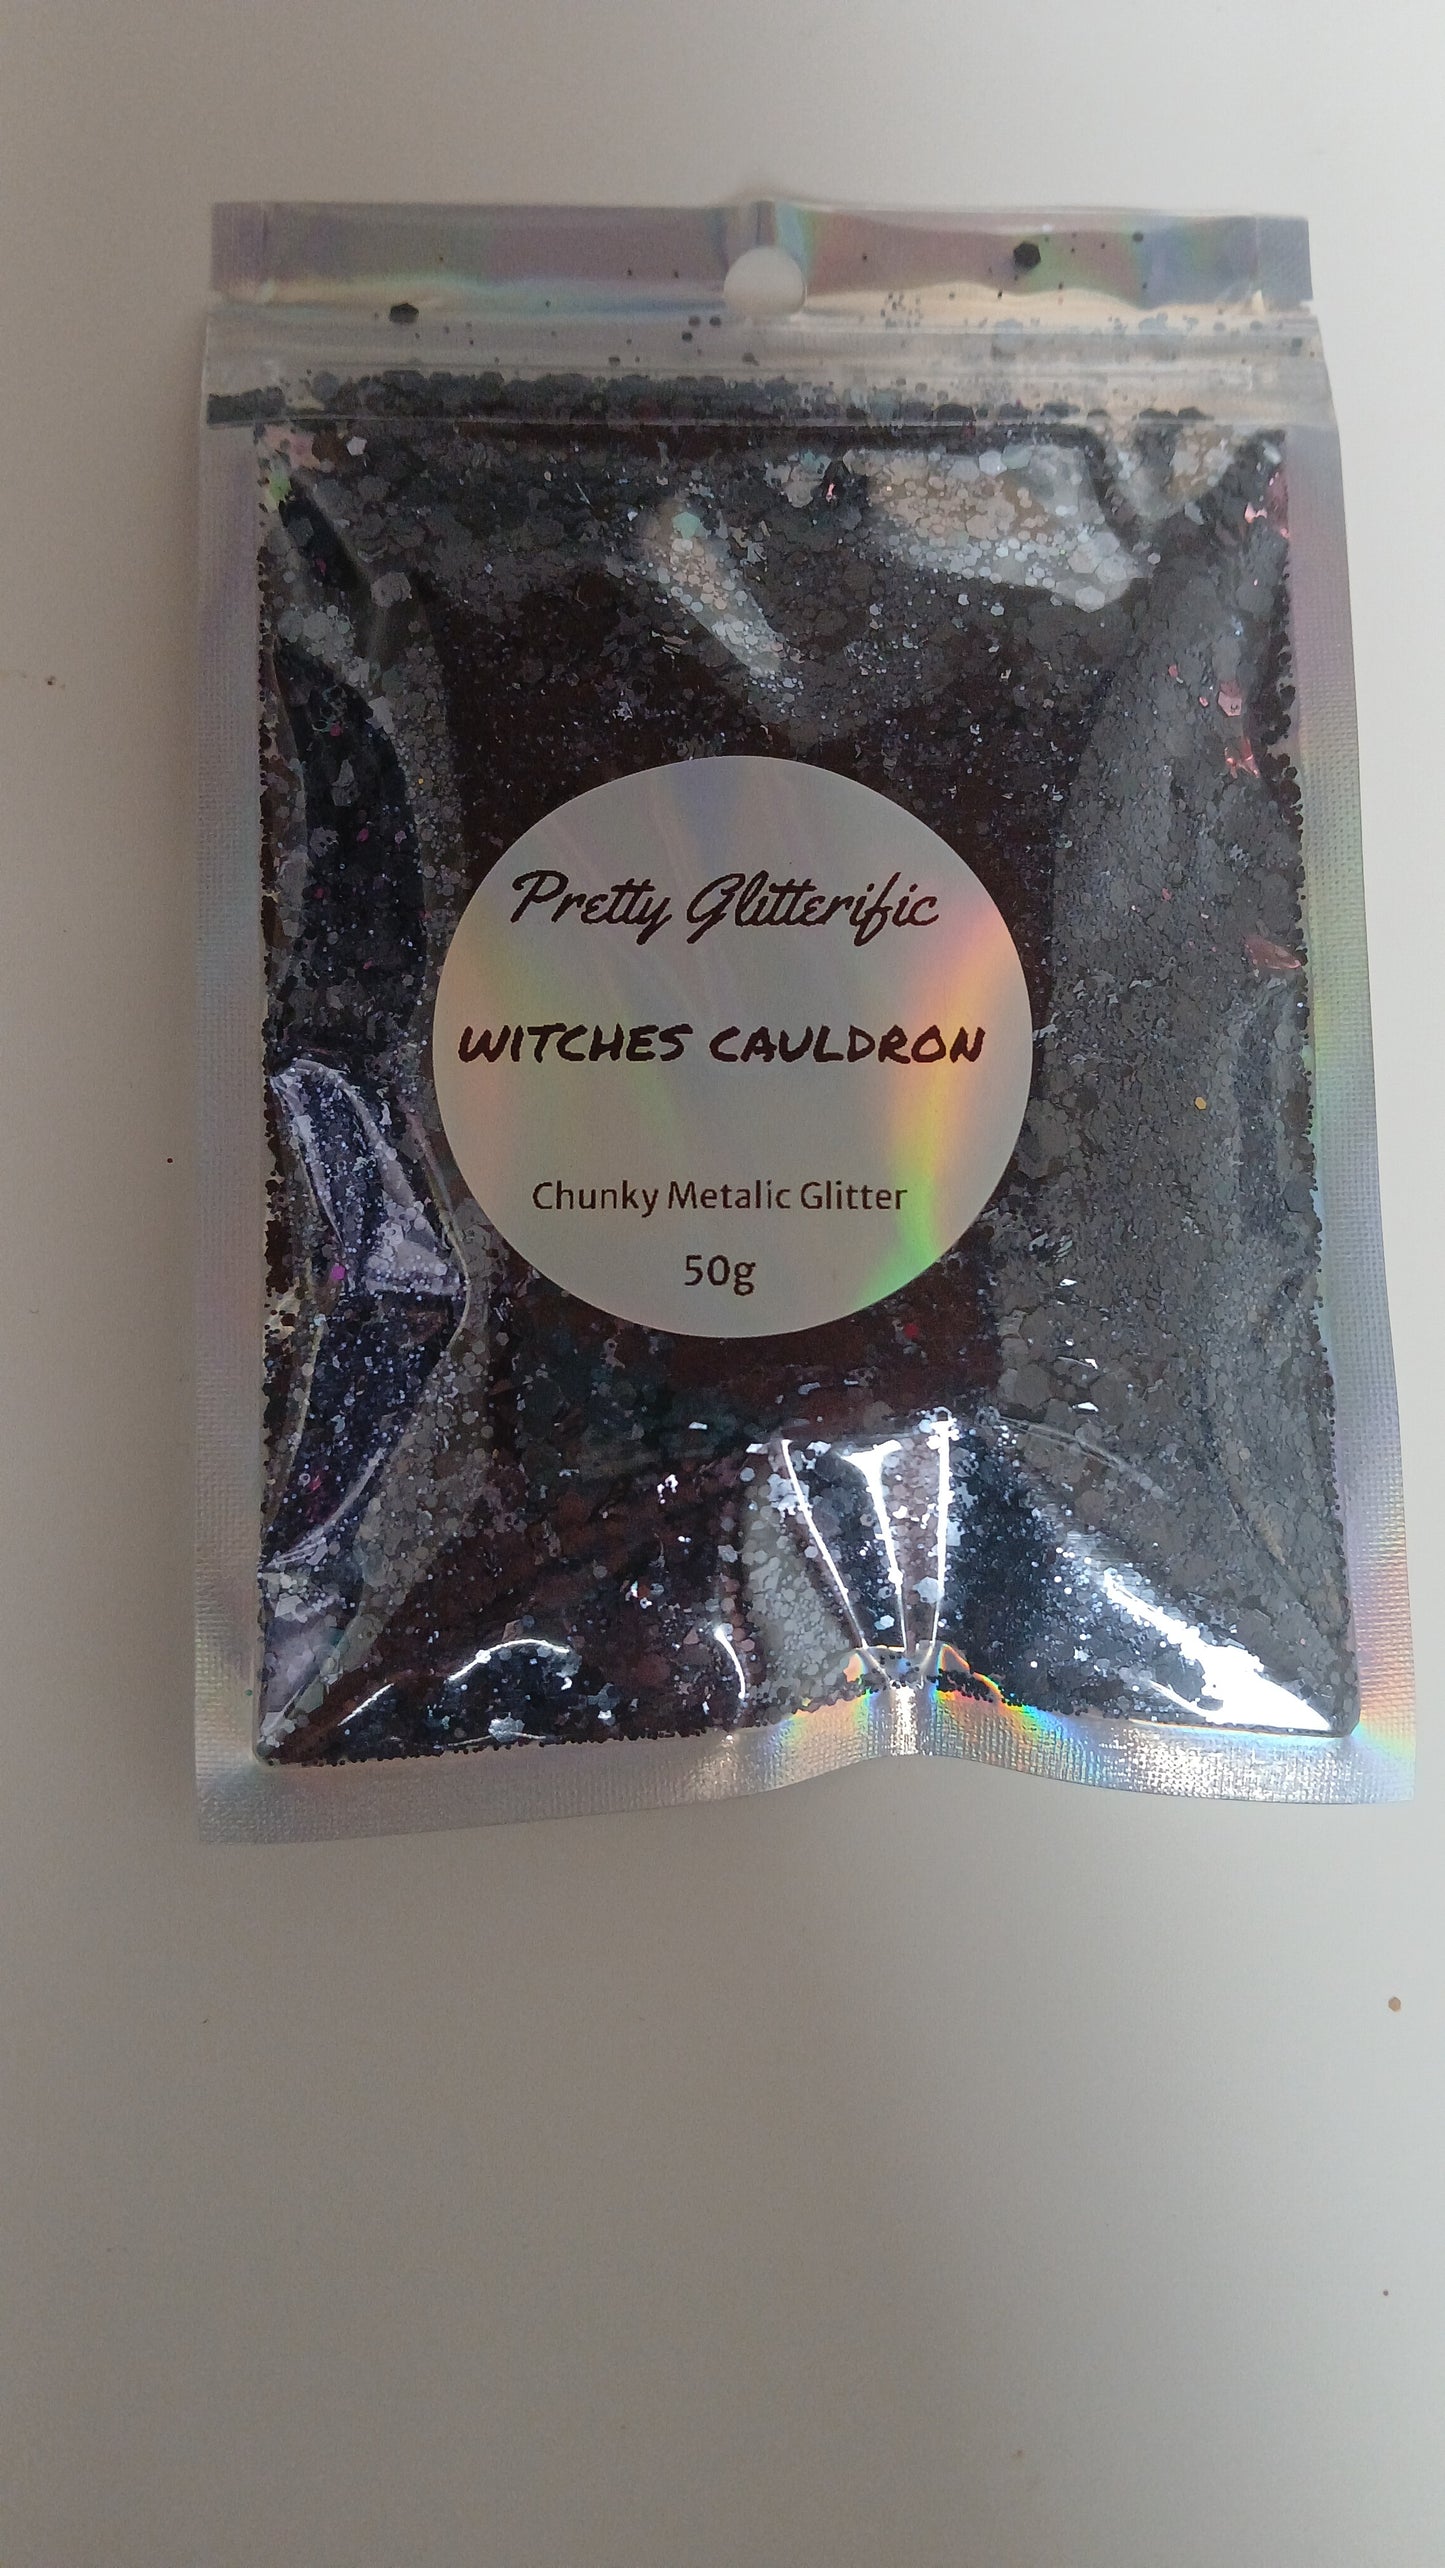 Pretty Glitterific
WITCHES CAULDRON
Chunky Metalic Glitter
50g